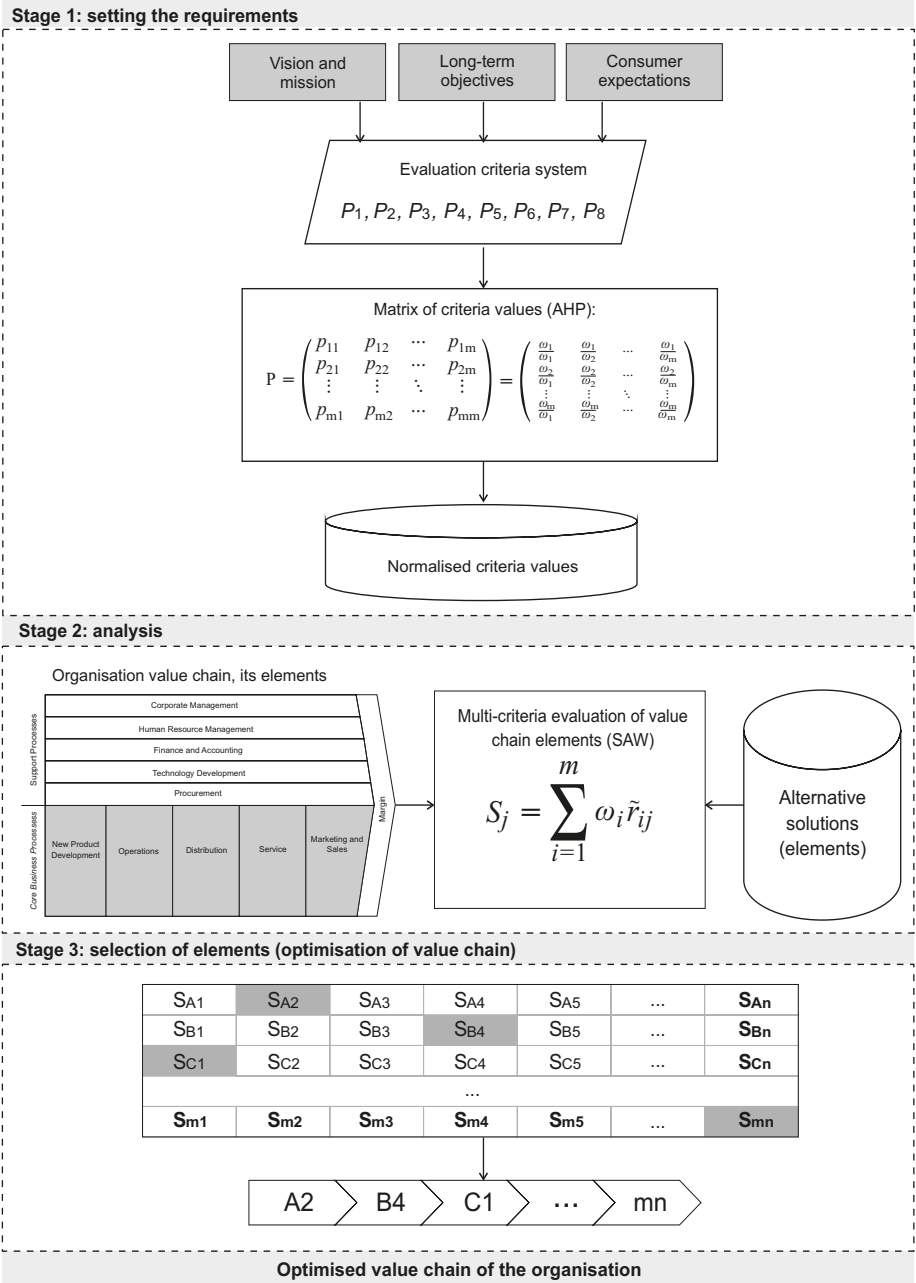 Stage 1: setting the requirements
Vision and
mission
Long-term
objectives
Consumer
expectations
Evaluation criteria system
P1, P2, P3, P4, P5, P6, P7, P8
Matrix of criteria values (AHP):
P = ( p11 p12 ⋯ p1m ; p21 p22 ⋯ p2m ; ⋮ ⋮ ⋱ ⋮ ; pm1 pm2 ⋯ pmm ) = ( ω1/ω1 ω1/ω2 ... ω1/ωm ; ω2/ω1 ω2/ω2 ... ω2/ωm ; ⋮ ⋮ ⋱ ⋮ ; ωm/ω1 ωm/ω2 ... ωm/ωm )
Normalised criteria values
Stage 2: analysis
Organisation value chain, its elements
Support Processes
Corporate Management
Human Resource Management
Finance and Accounting
Technology Development
Procurement
Core Business Processess
New Product
Development
Operations
Distribution
Service
Marketing and
Sales
Margin
Multi-criteria evaluation of value
chain elements (SAW)
Sj = ∑_{i=1}^{m} ωi r̃ij
Alternative
solutions
(elements)
Stage 3: selection of elements (optimisation of value chain)
SA1 SA2 SA3 SA4 SA5 ... SAn
SB1 SB2 SB3 SB4 SB5 ... SBn
SC1 SC2 SC3 SC4 SC5 ... SCn
...
Sm1 Sm2 Sm3 Sm4 Sm5 ... Smn
A2 B4 C1 ... mn
Optimised value chain of the organisation